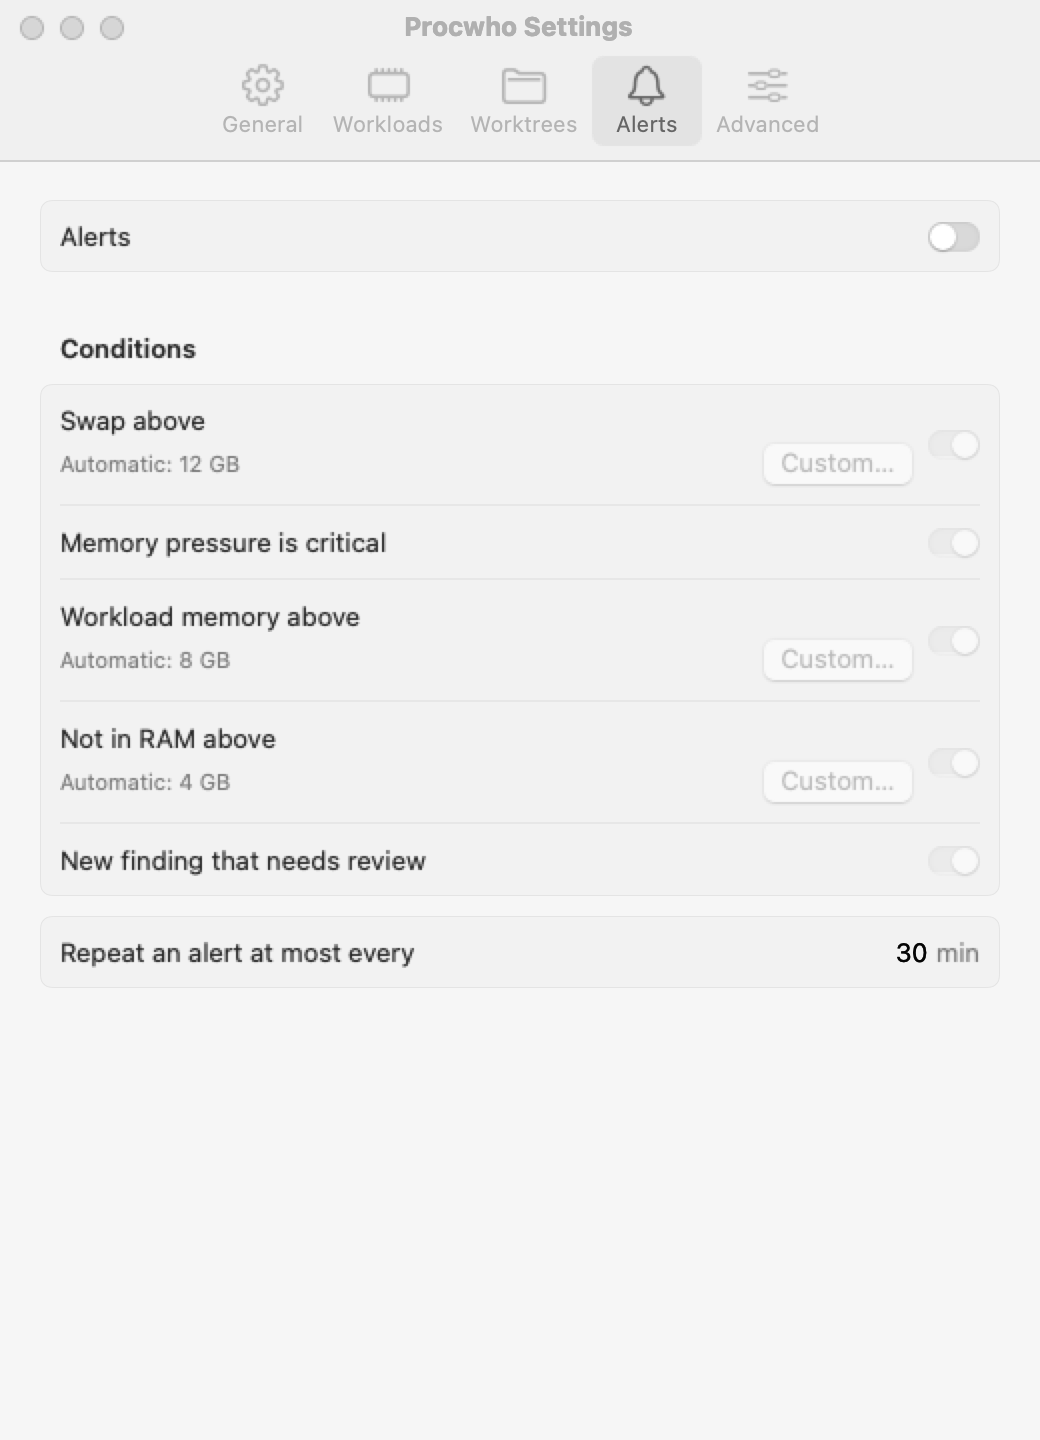 Procwho Settings
General
Workloads
Worktrees
Alerts
Advanced
Alerts
Conditions
Swap above
Automatic: 12 GB
Custom...
Memory pressure is critical
Workload memory above
Automatic: 8 GB
Custom...
Not in RAM above
Automatic: 4 GB
Custom...
New finding that needs review
Repeat an alert at most every
30 min